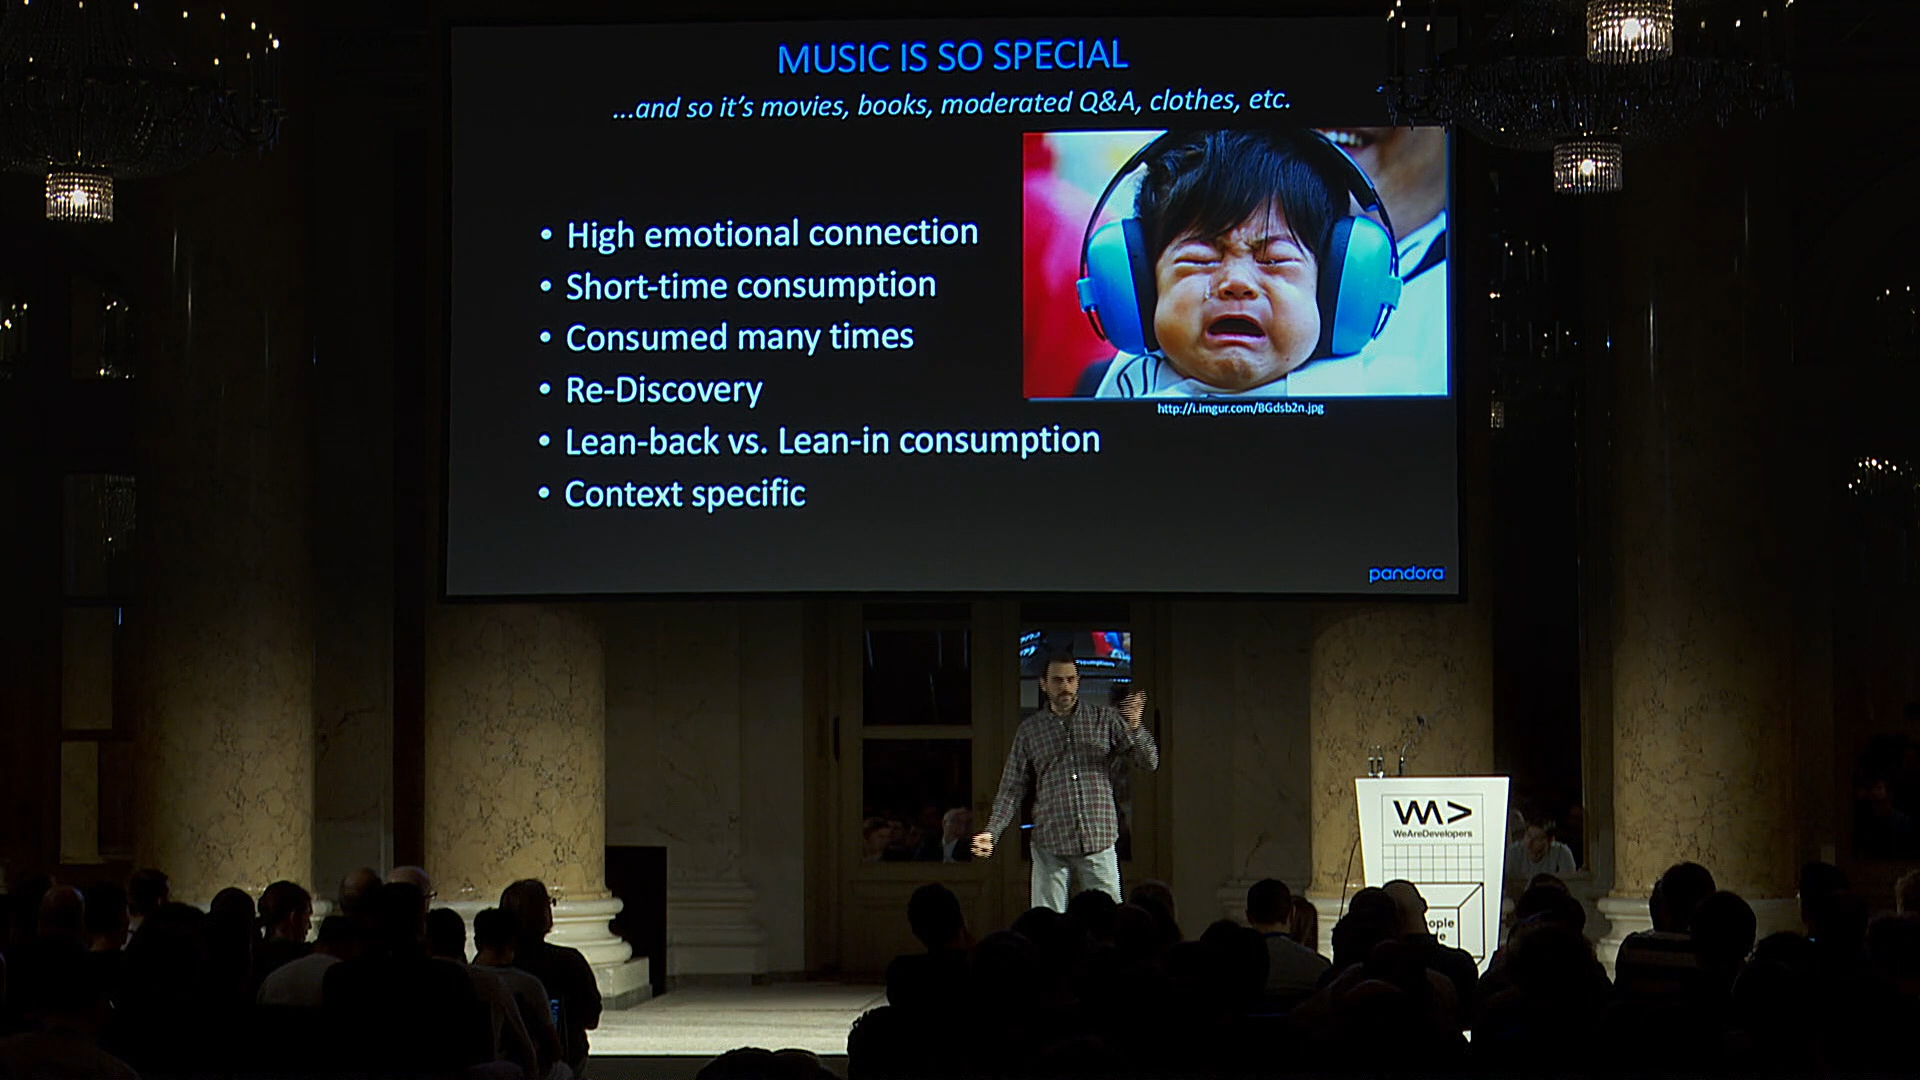 MUSIC IS SO SPECIAL
...and so it's movies, books, moderated Q&A, clothes, etc.
• High emotional connection
• Short-time consumption
• Consumed many times
• Re-Discovery
• Lean-back vs. Lean-in consumption
• Context specific
http://i.imgur.com/BGdsb2n.jpg
pandora
WeAreDevelopers
ople
e